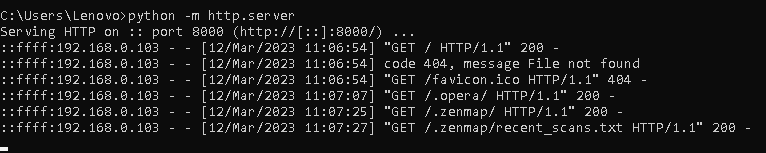 C:\Users\Lenovo>python -m http.server
Serving HTTP on :: port 8000 (http://[::]:8000/) ...
::ffff:192.168.0.103 - - [12/Mar/2023 11:06:54] "GET / HTTP/1.1" 200 -
::ffff:192.168.0.103 - - [12/Mar/2023 11:06:54] code 404, message File not found
::ffff:192.168.0.103 - - [12/Mar/2023 11:06:54] "GET /favicon.ico HTTP/1.1" 404 -
::ffff:192.168.0.103 - - [12/Mar/2023 11:07:07] "GET /.opera/ HTTP/1.1" 200 -
::ffff:192.168.0.103 - - [12/Mar/2023 11:07:25] "GET /.zenmap/ HTTP/1.1" 200 -
::ffff:192.168.0.103 - - [12/Mar/2023 11:07:27] "GET /.zenmap/recent_scans.txt HTTP/1.1" 200 -